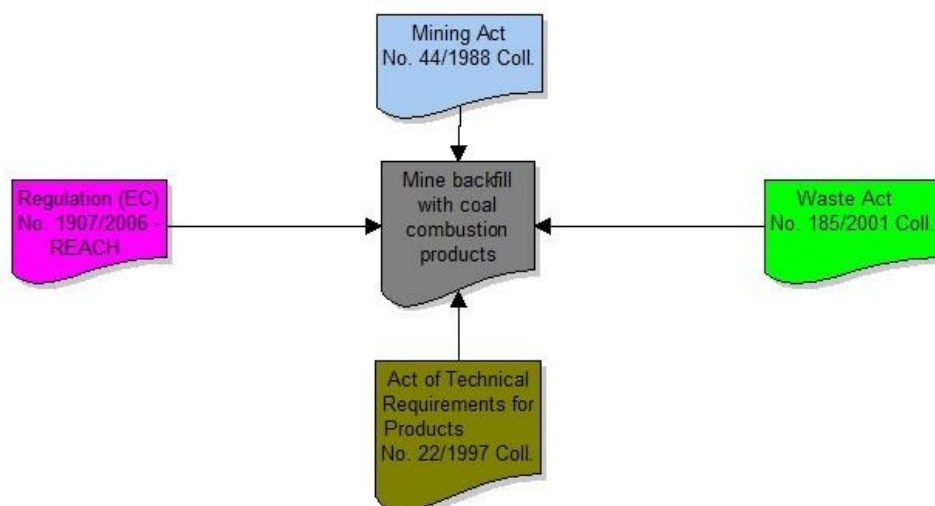 Mining Act
No. 44/1988 Coll.
Regulation (EC)
No. 1907/2006 -
REACH
Mine backfill
with coal
combustion
products
Waste Act
No. 185/2001 Coll.
Act of Technical
Requirements for
Products
No. 22/1997 Coll.